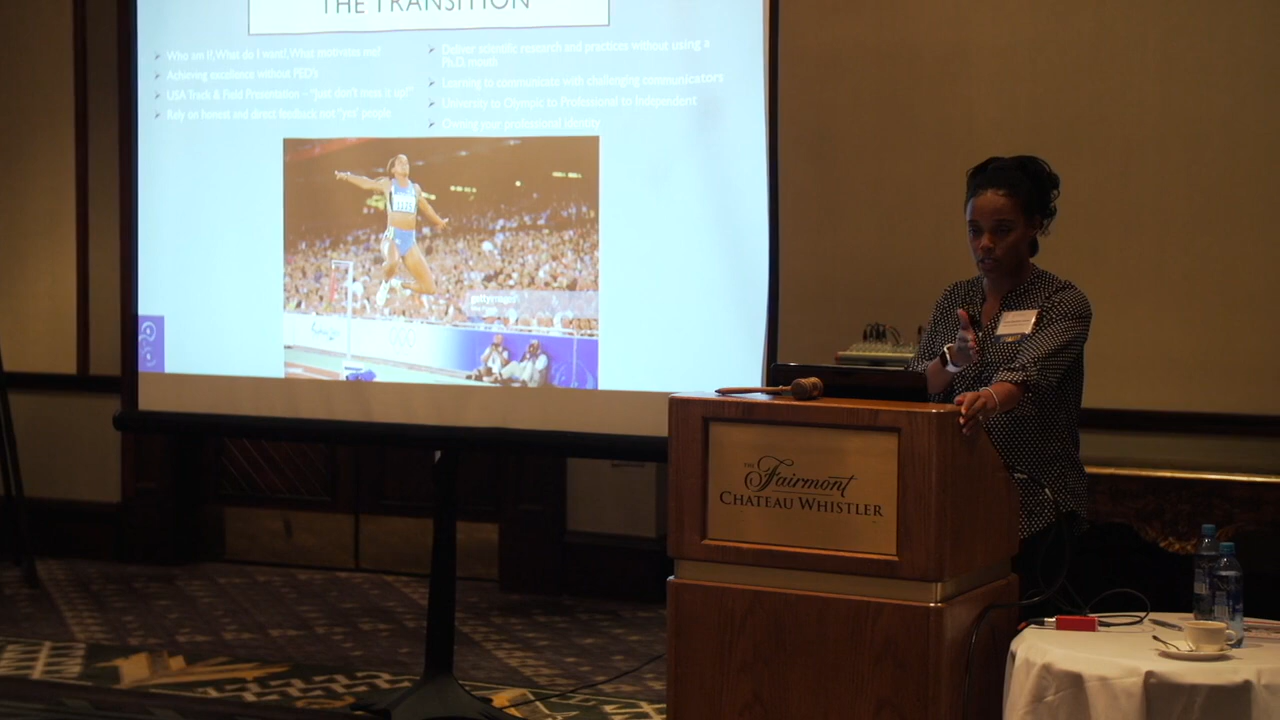 THE TRANSITION
Who am I?, What do I want?, What motivates me?
Achieving excellence without PED's
USA Track & Field Presentation – "Just don't mess it up!"
Rely on honest and direct feedback not "yes" people
Deliver scientific research and practices without using a
Ph.D. mouth
Learning to communicate with challenging communicators
University to Olympic to Professional to Independent
Owning your professional identity
gettyimages
THE Fairmont
CHATEAU WHISTLER